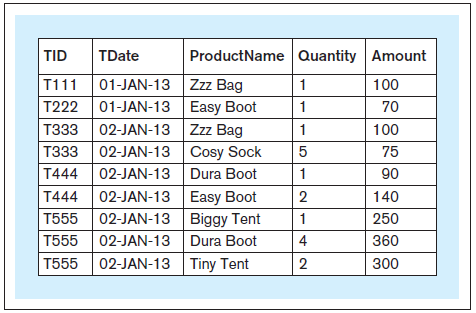 TID TDate ProductName Quantity Amount
T111 01-JAN-13 Zzz Bag 1 100
T222 01-JAN-13 Easy Boot 1 70
T333 02-JAN-13 Zzz Bag 1 100
T333 02-JAN-13 Cosy Sock 5 75
T444 02-JAN-13 Dura Boot 1 90
T444 02-JAN-13 Easy Boot 2 140
T555 02-JAN-13 Biggy Tent 1 250
T555 02-JAN-13 Dura Boot 4 360
T555 02-JAN-13 Tiny Tent 2 300